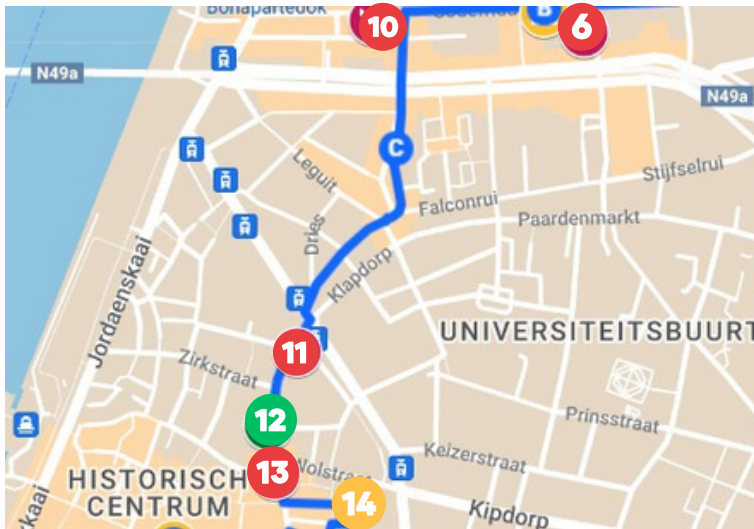 Bonapartedok
10
B
6
N49a
N49a
C
Leguit
Stijfselrui
Falconrui
Paardenmarkt
Dries
Klapdorp
Jordaenskaai
UNIVERSITEITSBUURT
11
Zirkstraat
12
Prinsstraat
Keizerstraat
13
Wolstraat
HISTORISCH
CENTRUM
14
Kipdorp
kaai